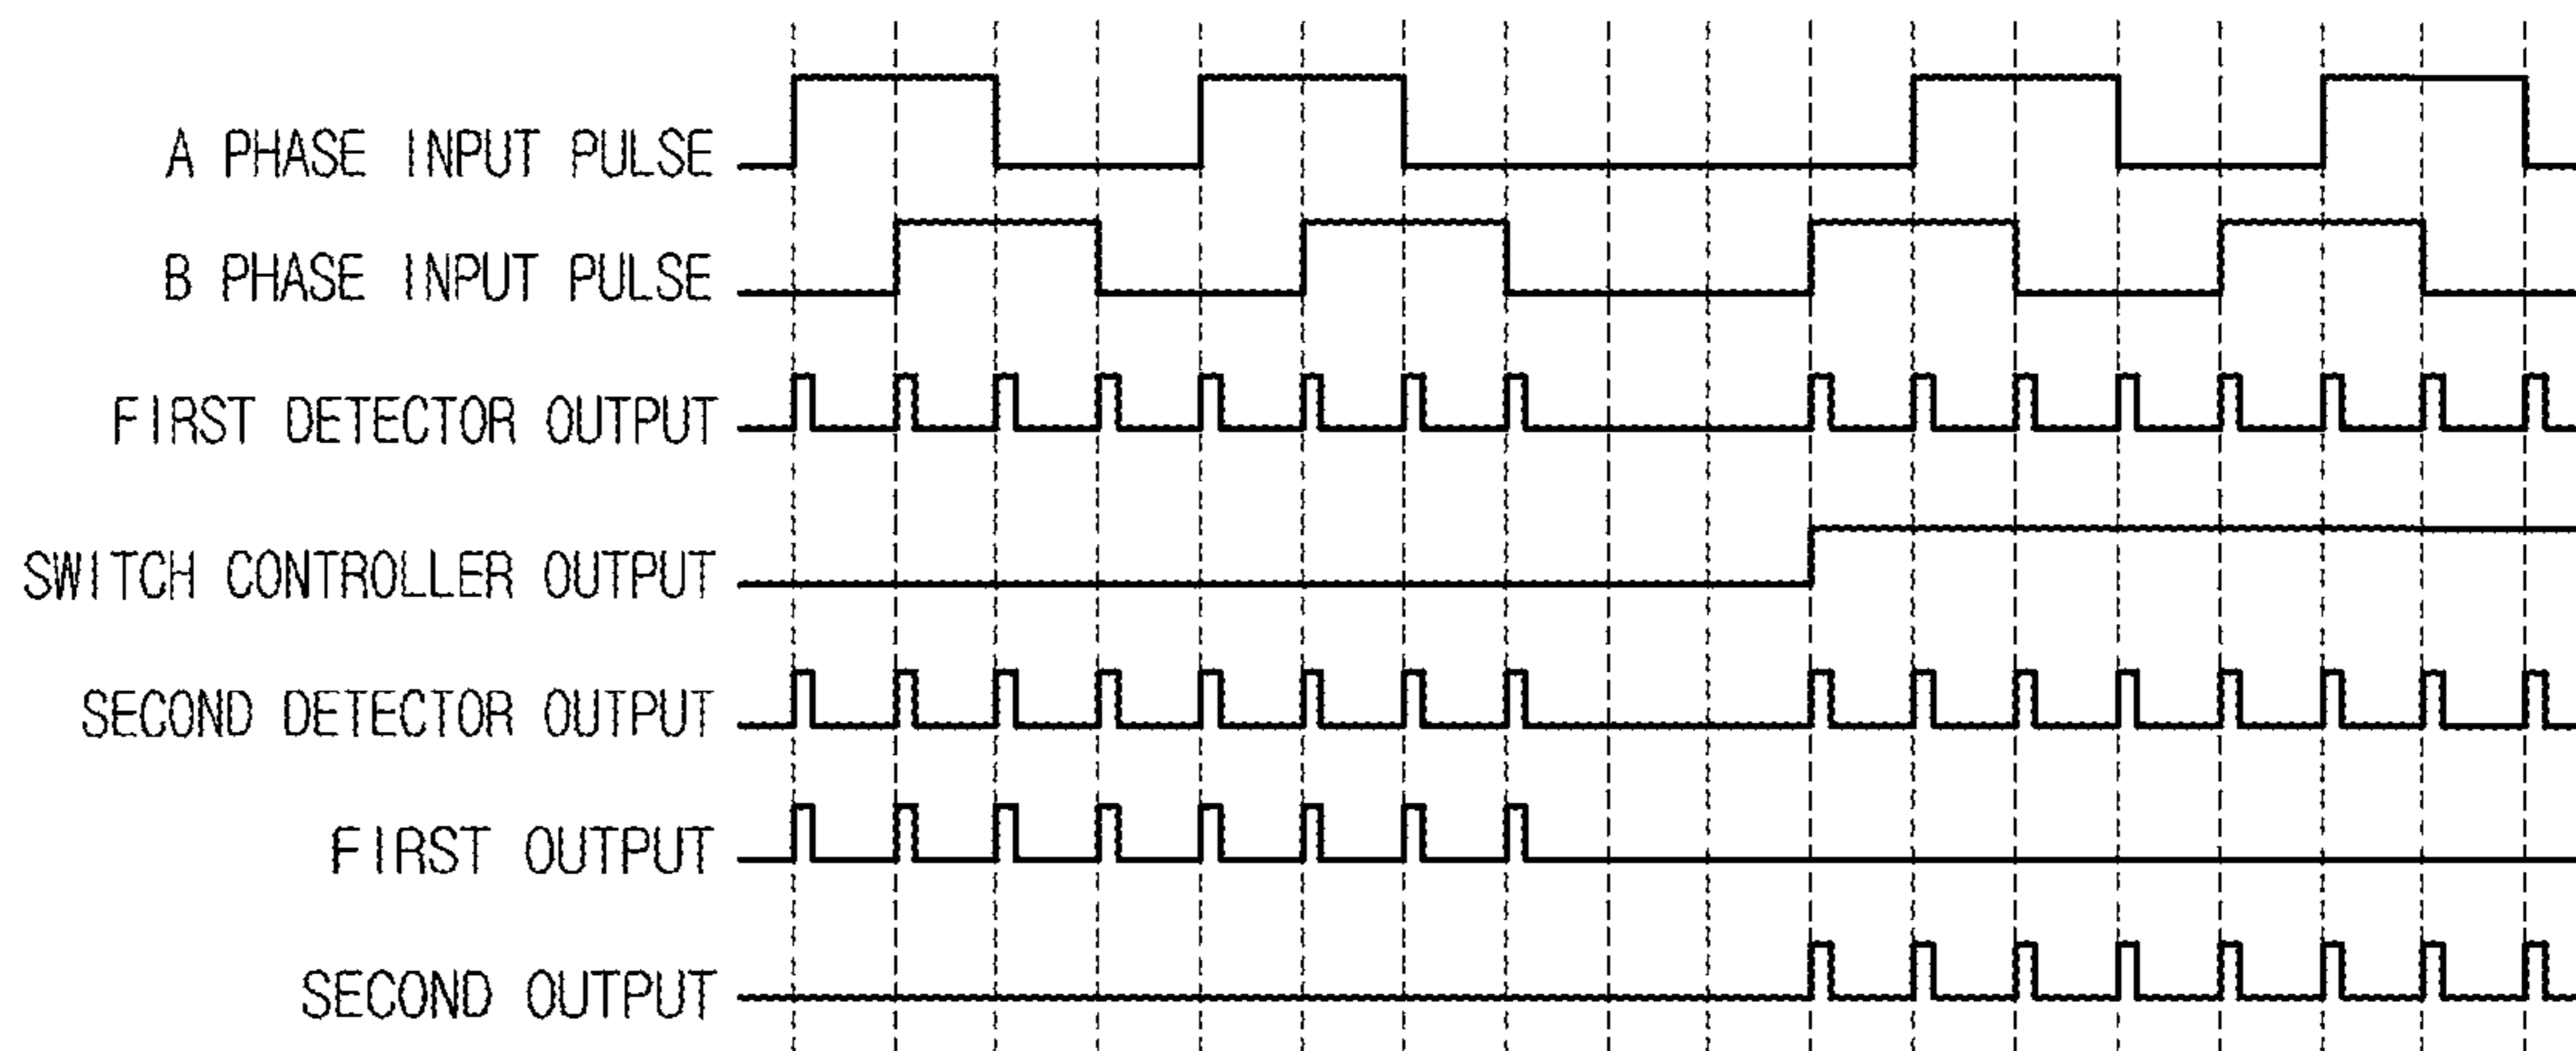 A PHASE INPUT PULSE
B PHASE INPUT PULSE
FIRST DETECTOR OUTPUT
SWITCH CONTROLLER OUTPUT
SECOND DETECTOR OUTPUT
FIRST OUTPUT
SECOND OUTPUT